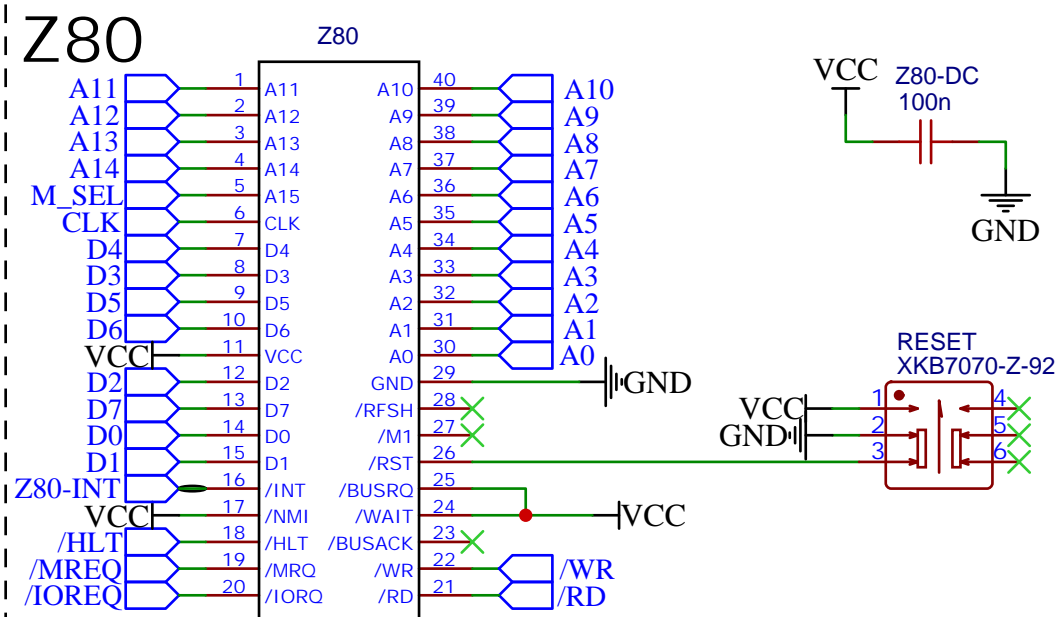 Z80
Z80
A11 1 A11 A10 40 A10
A12 2 A12 A9 39 A9
A13 3 A13 A8 38 A8
A14 4 A14 A7 37 A7
M_SEL 5 A15 A6 36 A6
CLK 6 CLK A5 35 A5
D4 7 D4 A4 34 A4
D3 8 D3 A3 33 A3
D5 9 D5 A2 32 A2
D6 10 D6 A1 31 A1
VCC 11 VCC A0 30 A0
D2 12 D2 GND 29 GND
D7 13 D7 /RFSH 28
D0 14 D0 /M1 27
D1 15 D1 /RST 26
Z80-INT 16 /INT /BUSRQ 25
VCC 17 /NMI /WAIT 24 VCC
/HLT 18 /HLT /BUSACK 23
/MREQ 19 /MRQ /WR 22 /WR
/IOREQ 20 /IORQ /RD 21 /RD
VCC Z80-DC
100n
GND
RESET
XKB7070-Z-92
VCC 1 4
GND 2 5
3 6